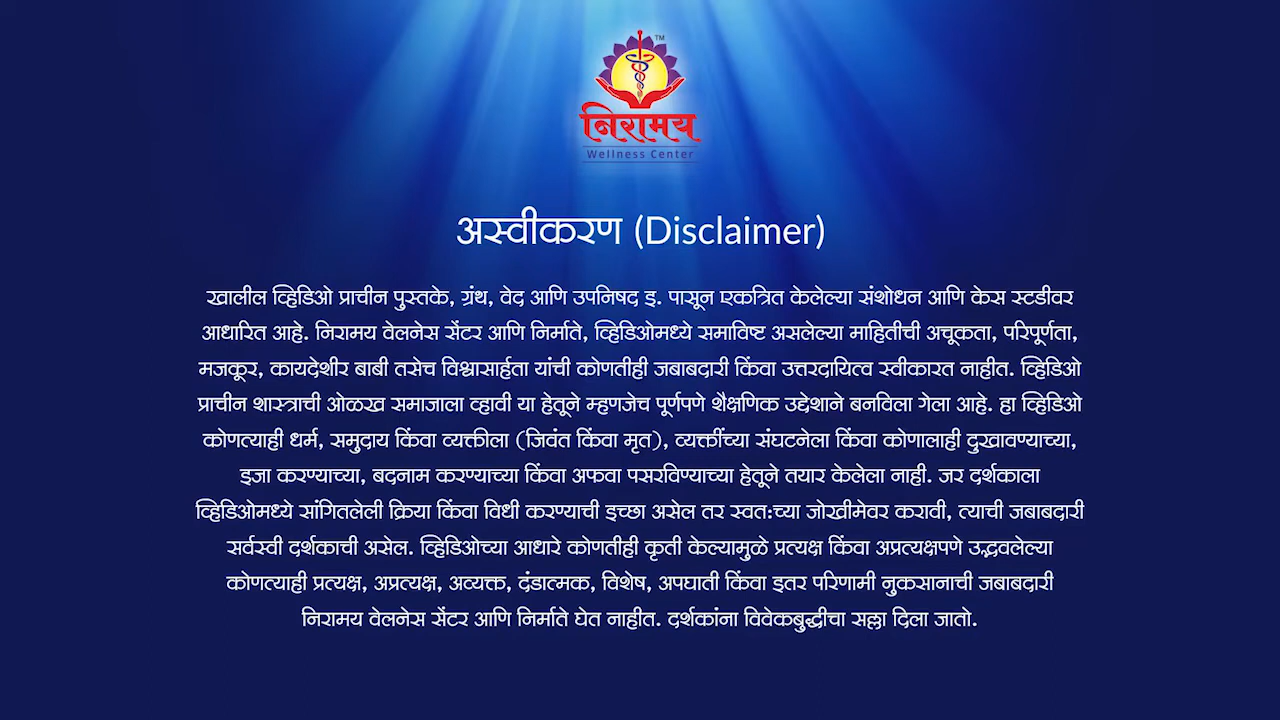 TM
निरामय
Wellness Center
अस्वीकरण (Disclaimer)
खालील व्हिडिओ प्राचीन पुस्तके, ग्रंथ, वेद आणि उपनिषद इ. पासून एकत्रित केलेल्या संशोधन आणि केस स्टडीवर
आधारित आहे. निरामय वेलनेस सेंटर आणि निर्माते, व्हिडिओमध्ये समाविष्ट असलेल्या माहितीची अचूकता, परिपूर्णता,
मजकूर, कायदेशीर बाबी तसेच विश्वासार्हता यांची कोणतीही जबाबदारी किंवा उत्तरदायित्व स्वीकारत नाहीत. व्हिडिओ
प्राचीन शास्त्राची ओळख समाजाला व्हावी या हेतूने म्हणजेच पूर्णपणे शैक्षणिक उद्देशाने बनविला गेला आहे. हा व्हिडिओ
कोणत्याही धर्म, समुदाय किंवा व्यक्तीला (जिवंत किंवा मृत), व्यक्तींच्या संघटनेला किंवा कोणालाही दुखावण्याच्या,
इजा करण्याच्या, बदनाम करण्याच्या किंवा अफवा पसरविण्याच्या हेतूने तयार केलेला नाही. जर दर्शकाला
व्हिडिओमध्ये सांगितलेली क्रिया किंवा विधी करण्याची इच्छा असेल तर स्वत:च्या जोखीमेवर करावी, त्याची जबाबदारी
सर्वस्वी दर्शकाची असेल. व्हिडिओच्या आधारे कोणतीही कृती केल्यामुळे प्रत्यक्ष किंवा अप्रत्यक्षपणे उद्भवलेल्या
कोणत्याही प्रत्यक्ष, अप्रत्यक्ष, अव्यक्त, दंडात्मक, विशेष, अपघाती किंवा इतर परिणामी नुकसानाची जबाबदारी
निरामय वेलनेस सेंटर आणि निर्माते घेत नाहीत. दर्शकांना विवेकबुद्धीचा सल्ला दिला जातो.